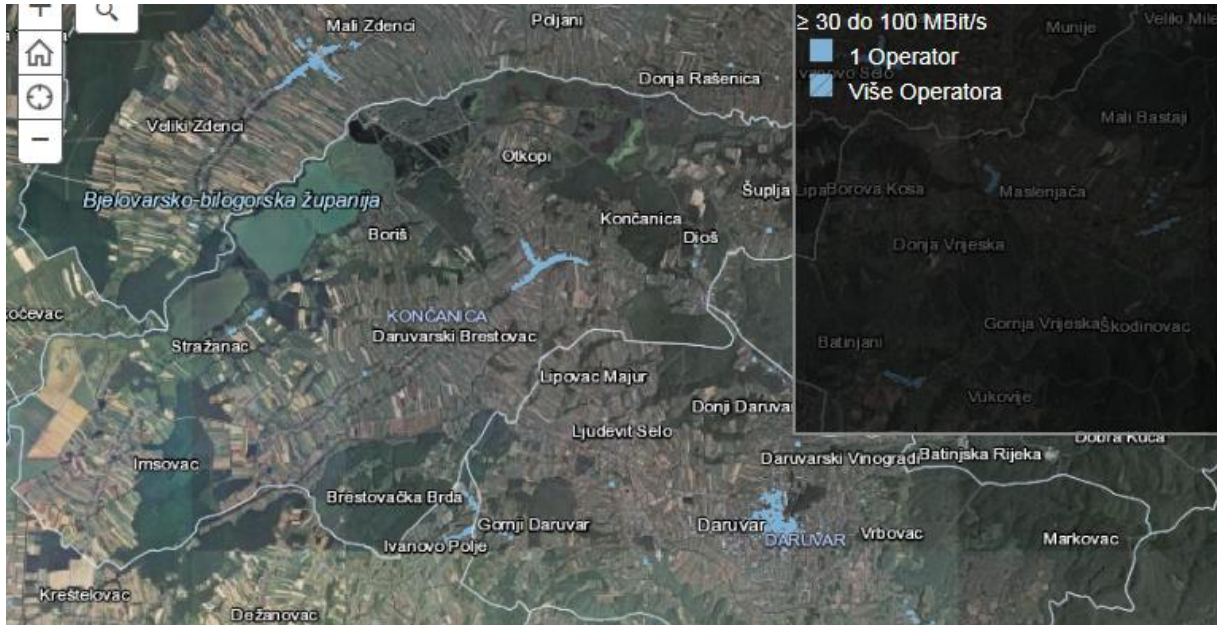 Mali Zdenci
Poljani
≥ 30 do 100 MBit/s
Munije
Veliko Mile
1 Operator
Donja Rašenica
Više Operatora
Mali Bastaji
Veliki Zdenci
Otkopi
Šuplja Lipa
Borova Kosa
Maslenjača
Bjelovarsko-bilogorska županija
Končanica
Boriš
Dioš
Donja Vrijeska
KONČANICA
Daruvarski Brestovac
Gornja Vrijeska
Škodinovac
Stražanac
Batinjani
Lipovac Majur
Vukovije
Donji Daruvar
Ljudevit Selo
Dobra Kuća
Imsovac
Daruvarski Vinogradi
Batinjska Rijeka
Brestovačka Brda
Gornji Daruvar
Daruvar
DARUVAR
Vrbovac
Markovac
Ivanovo Polje
Kreštelovac
Dežanovac